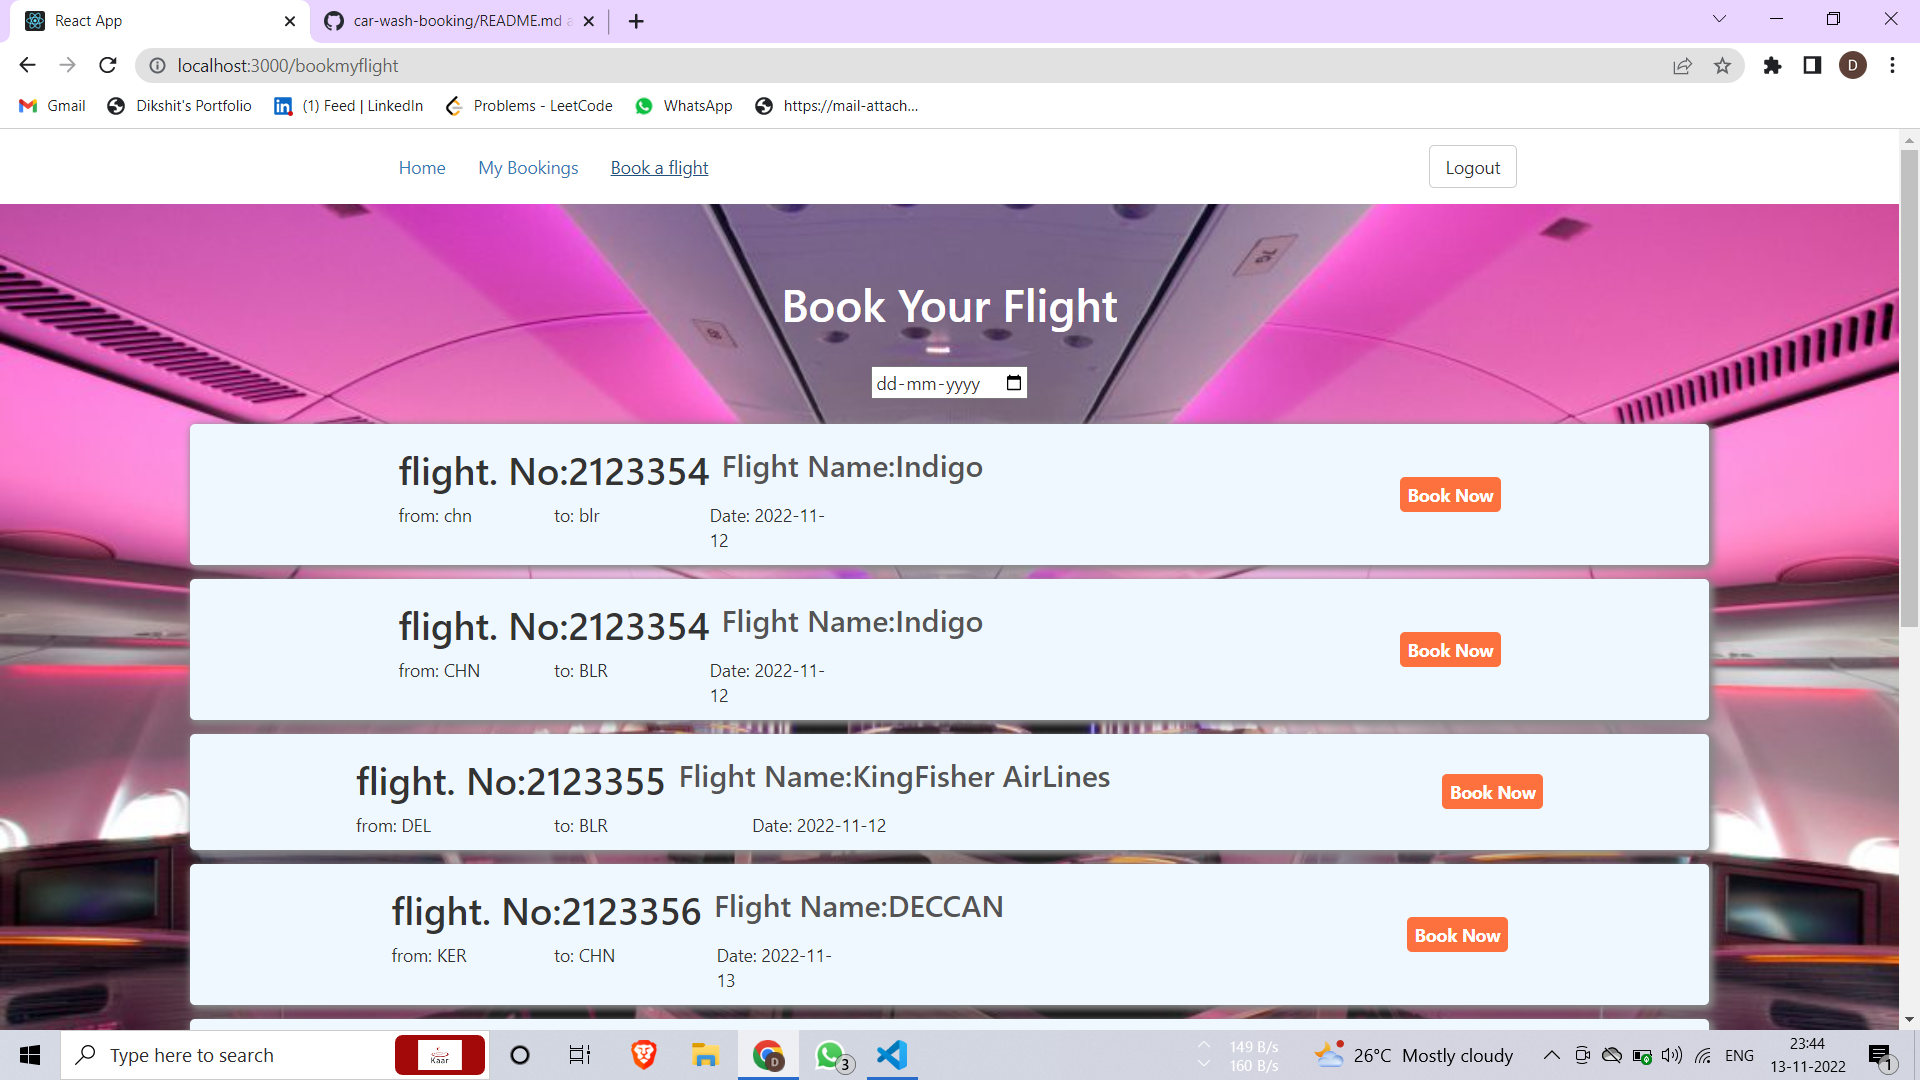 React App
car-wash-booking/README.md a
localhost:3000/bookmyflight
D
Gmail
Dikshit's Portfolio
(1) Feed | LinkedIn
Problems - LeetCode
WhatsApp
https://mail-attach...
Home
My Bookings
Book a flight
Logout
Book Your Flight
dd-mm-yyyy
flight. No:2123354 Flight Name:Indigo
from: chn to: blr Date: 2022-11-
12
Book Now
flight. No:2123354 Flight Name:Indigo
from: CHN to: BLR Date: 2022-11-
12
Book Now
flight. No:2123355 Flight Name:KingFisher AirLines
from: DEL to: BLR Date: 2022-11-12
Book Now
flight. No:2123356 Flight Name:DECCAN
from: KER to: CHN Date: 2022-11-
13
Book Now
Type here to search
Kaar
D
3
149 B/s
160 B/s
26°C Mostly cloudy
ENG
23:44
13-11-2022
1